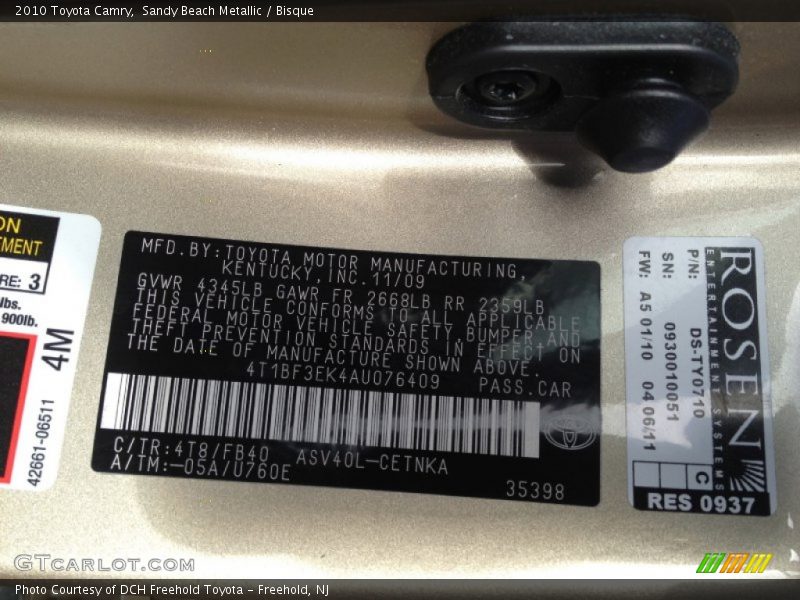 2010 Toyota Camry, Sandy Beach Metallic / Bisque
ON
TMENT
RE: 3
lbs.
900lb.
4M
42661-06511
MFD.BY:TOYOTA MOTOR MANUFACTURING,
KENTUCKY,INC.11/09
GVWR 4345LB GAWR FR 2668LB RR 2359LB
THIS VEHICLE CONFORMS TO ALL APPLICABLE
FEDERAL MOTOR VEHICLE SAFETY,BUMPER,AND
THEFT PREVENTION STANDARDS IN EFFECT ON
THE DATE OF MANUFACTURE SHOWN ABOVE.
4T1BF3EK4AU076409 PASS.CAR
C/TR:4T8/FB40 ASV40L-CETNKA
A/TM:-05A/U760E
35398
ROSEN
ENTERTAINMENT SYSTEMS
P/N: DS-TY0710
SN: 0930010051
FW: A5 01/10 04 06/11
C
RES 0937
GTCARLOT.COM
Photo Courtesy of DCH Freehold Toyota - Freehold, NJ